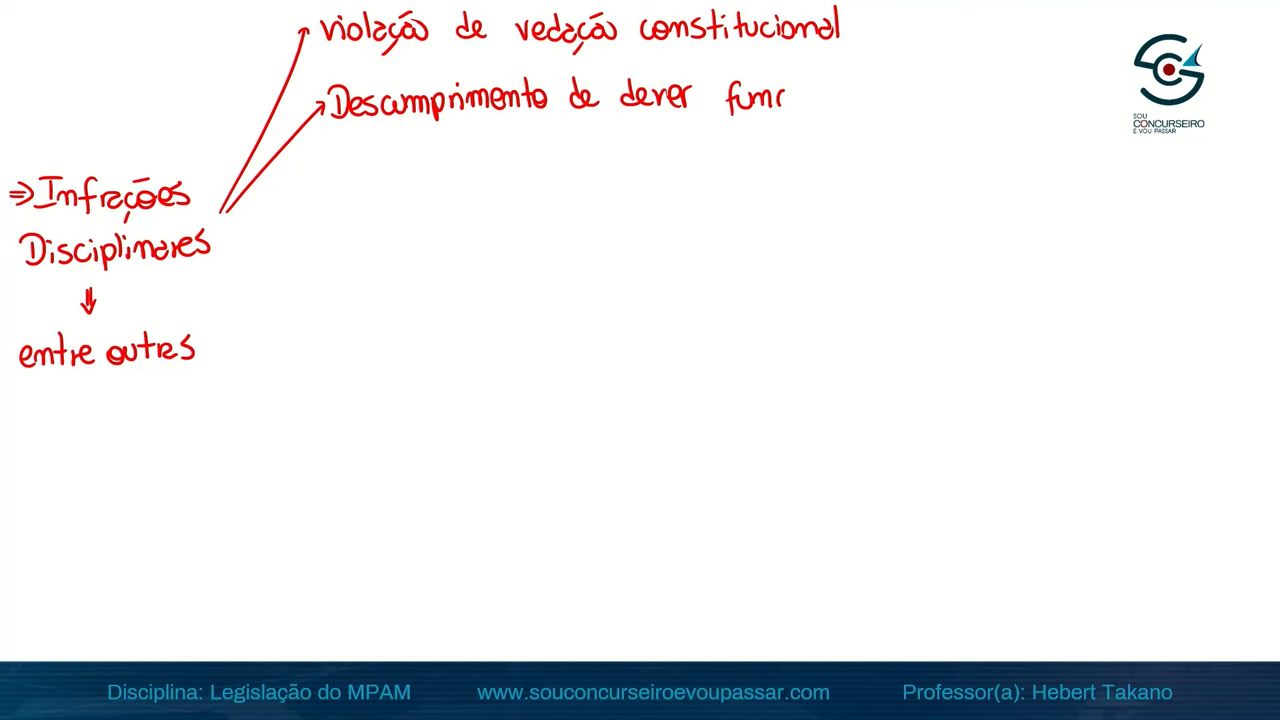 violação de vedação constitucional
Descumprimento de dever func
⇒ Infrações
Disciplinares
entre outras
SOU
CONCURSEIRO
E VOU PASSAR
Disciplina: Legislação do MPAM
www.souconcurseiroevoupassar.com
Professor(a): Hebert Takano